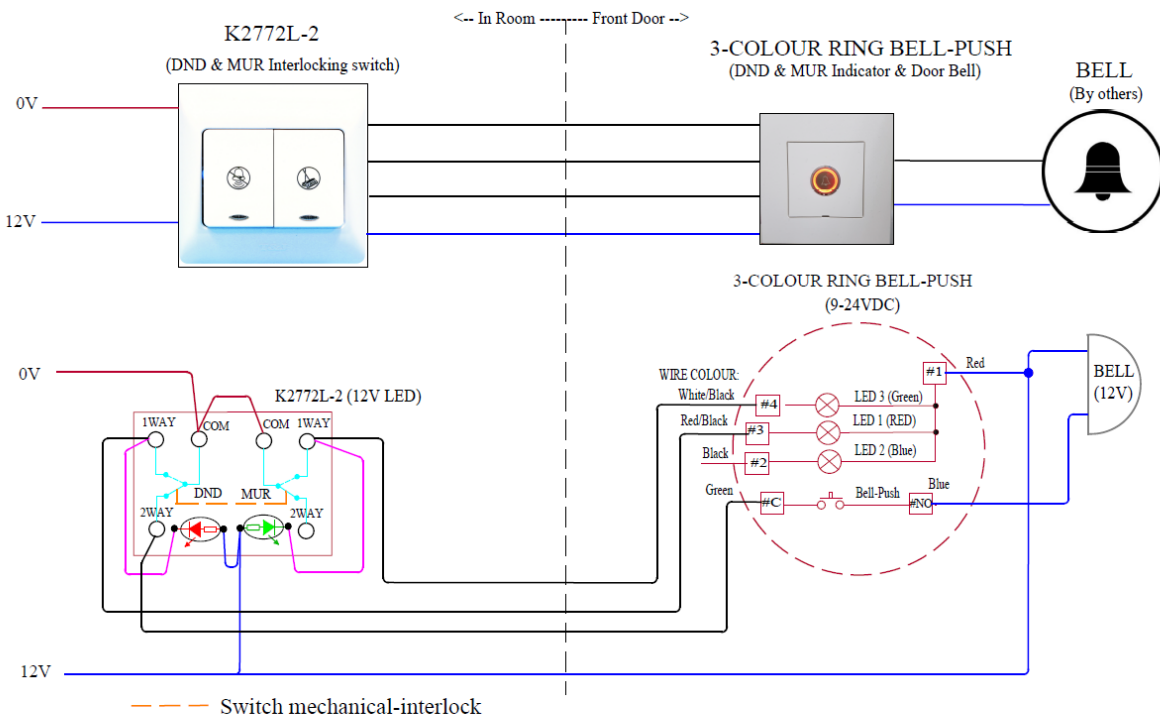 <-- In Room --------- Front Door -->
K2772L-2
(DND & MUR Interlocking switch)
3-COLOUR RING BELL-PUSH
(DND & MUR Indicator & Door Bell)
BELL
(By others)
0V
12V
3-COLOUR RING BELL-PUSH
(9-24VDC)
0V
K2772L-2 (12V LED)
1WAY
COM
COM
1WAY
DND
MUR
2WAY
2WAY
WIRE COLOUR:
White/Black
#4
LED 3 (Green)
#1
Red
Red/Black
#3
LED 1 (RED)
Black
#2
LED 2 (Blue)
Green
#C
Bell-Push
#NO
Blue
BELL
(12V)
12V
Switch mechanical-interlock